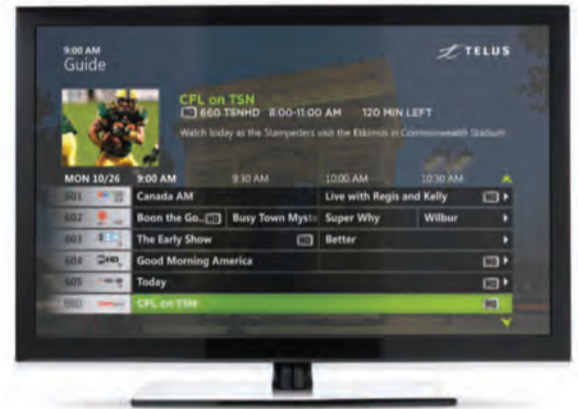 9:00 AM
Guide
TELUS
CFL on TSN
HD 660 TSNHD 8:00-11:00 AM 120 MIN LEFT
Watch today as the Stampeders visit the Eskimos in Commonwealth Stadium
MON 10/26 9:00 AM 9:30 AM 10:00 AM 10:30 AM
601 Canada AM Live with Regis and Kelly HD
602 Boon the Go... HD Busy Town Myste Super Why Wilbur
603 The Early Show HD Better
604 HD Good Morning America HD
605 Today HD
660 CFL on TSN HD